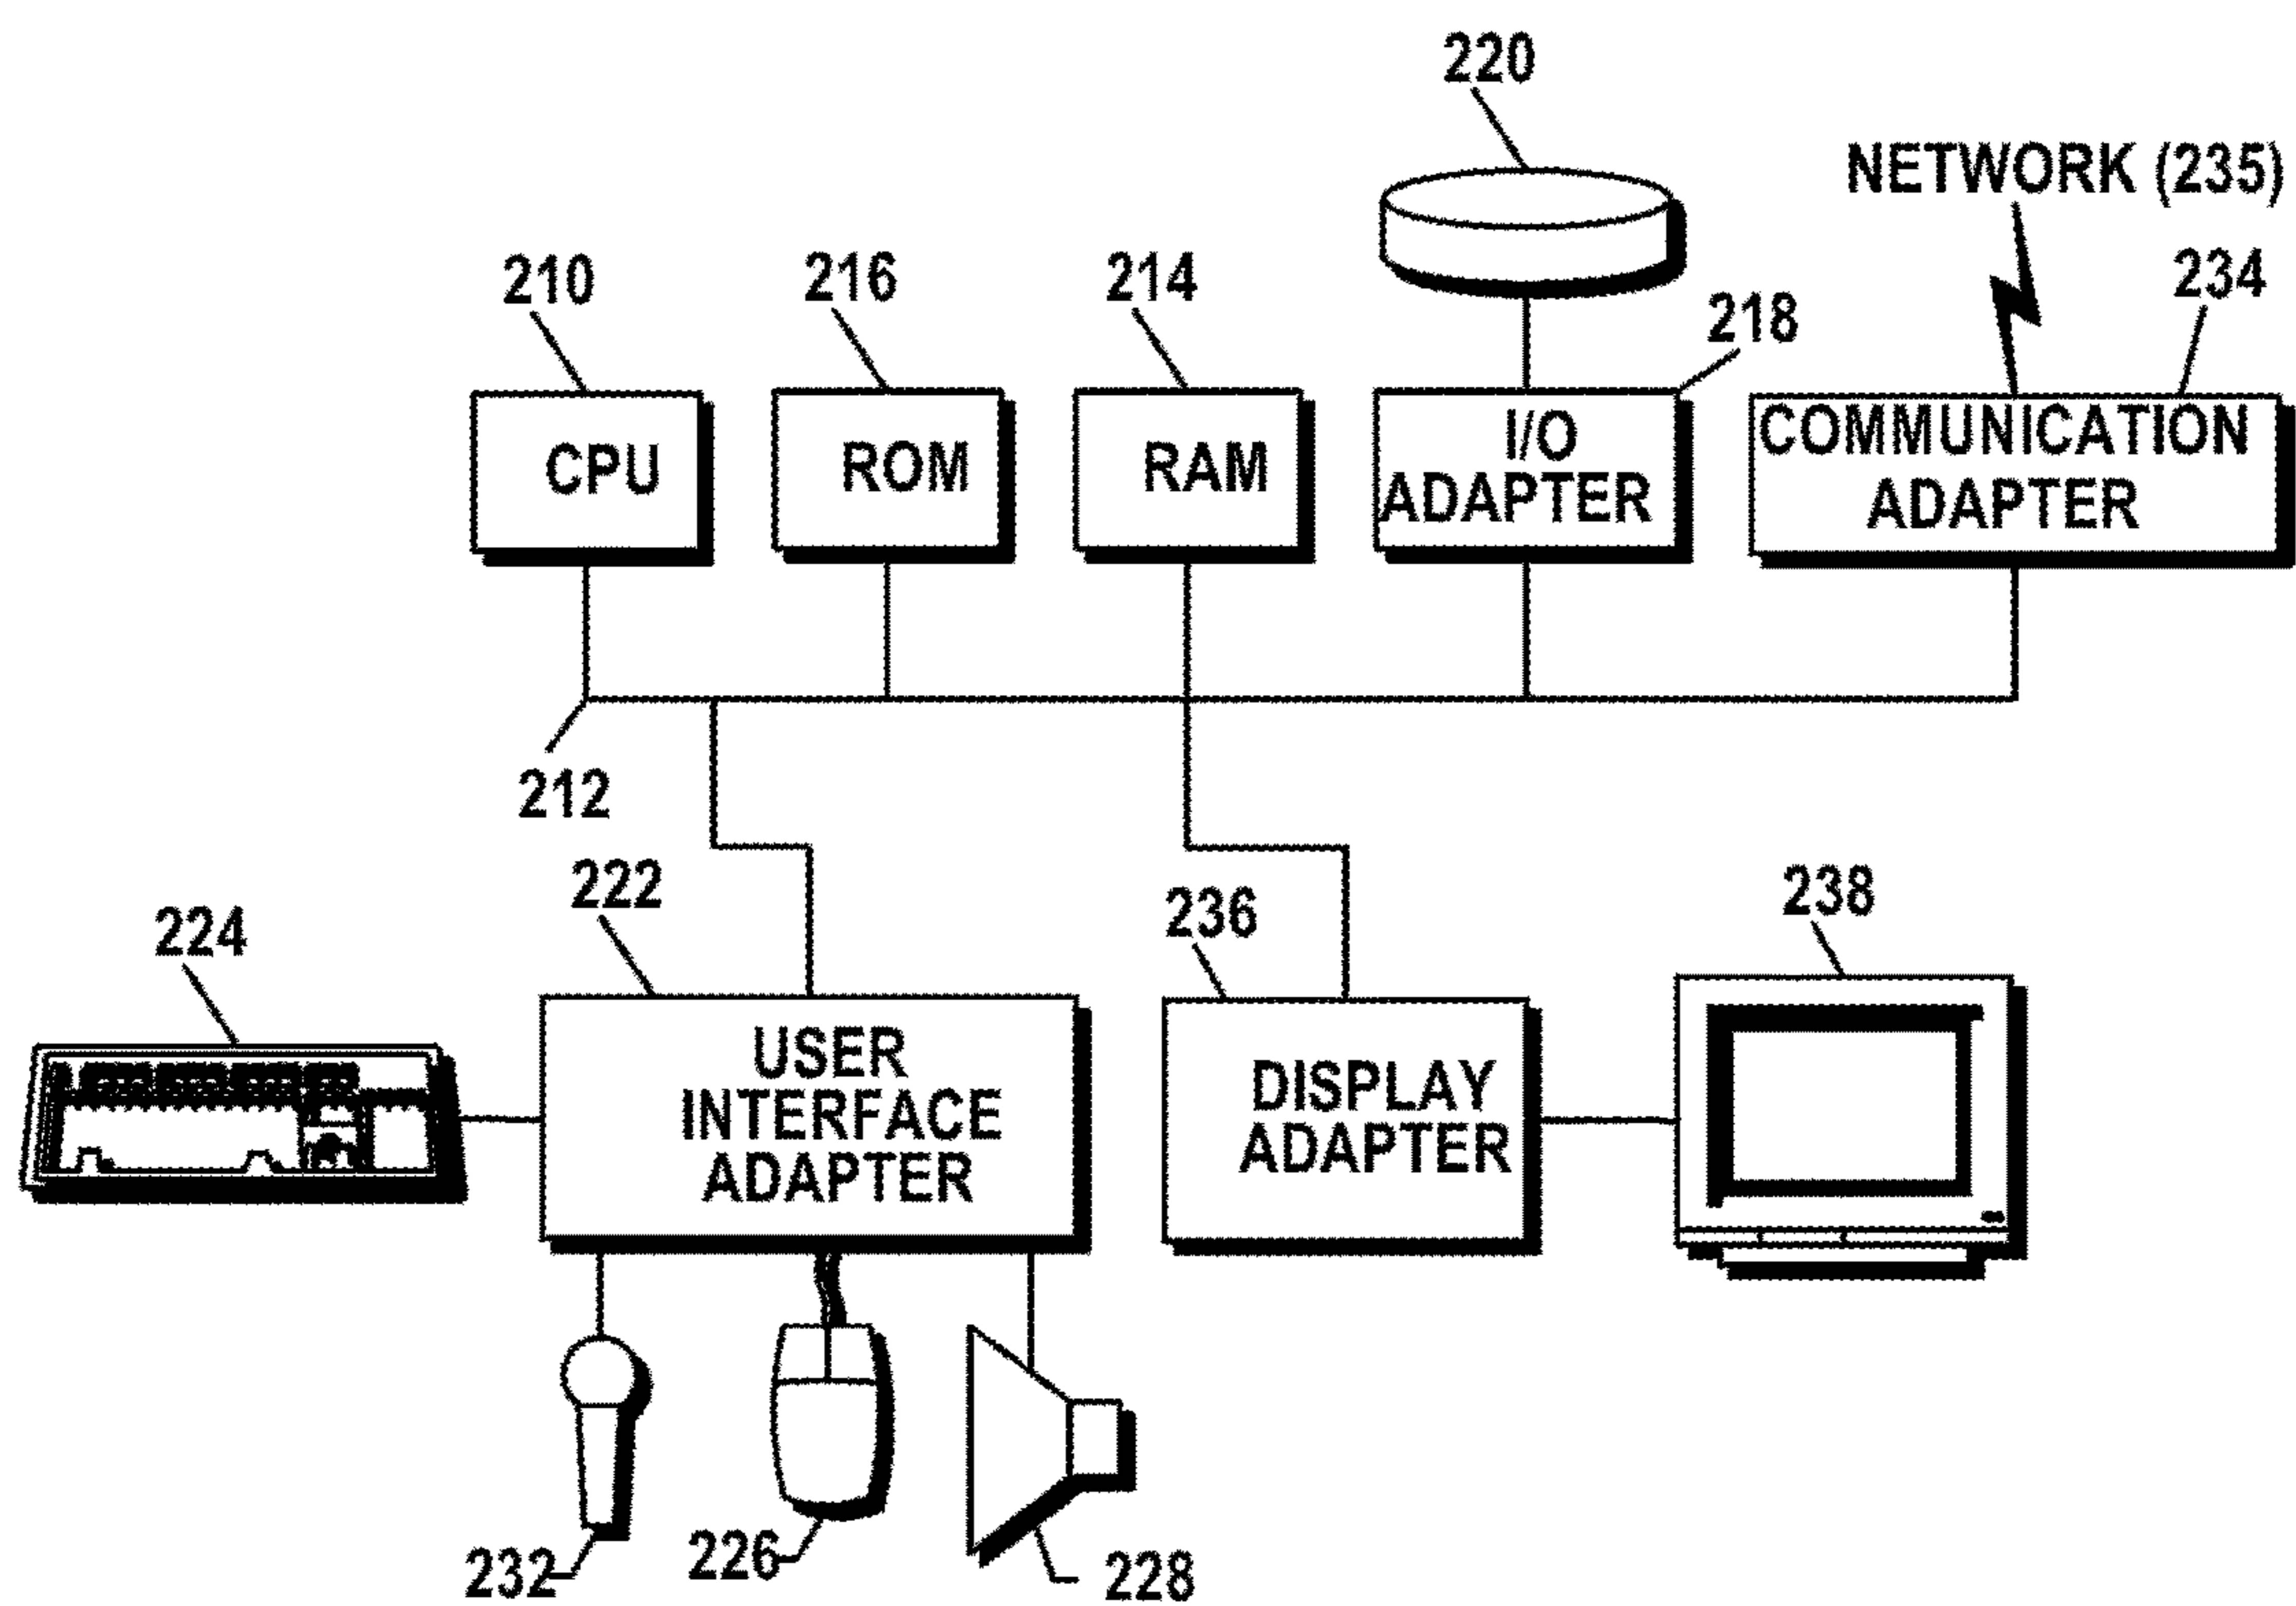 220
NETWORK (235)
210
216
214
218
234
CPU
ROM
RAM
I/O
ADAPTER
COMMUNICATION
ADAPTER
212
222
224
236
238
USER
INTERFACE
ADAPTER
DISPLAY
ADAPTER
232
226
228